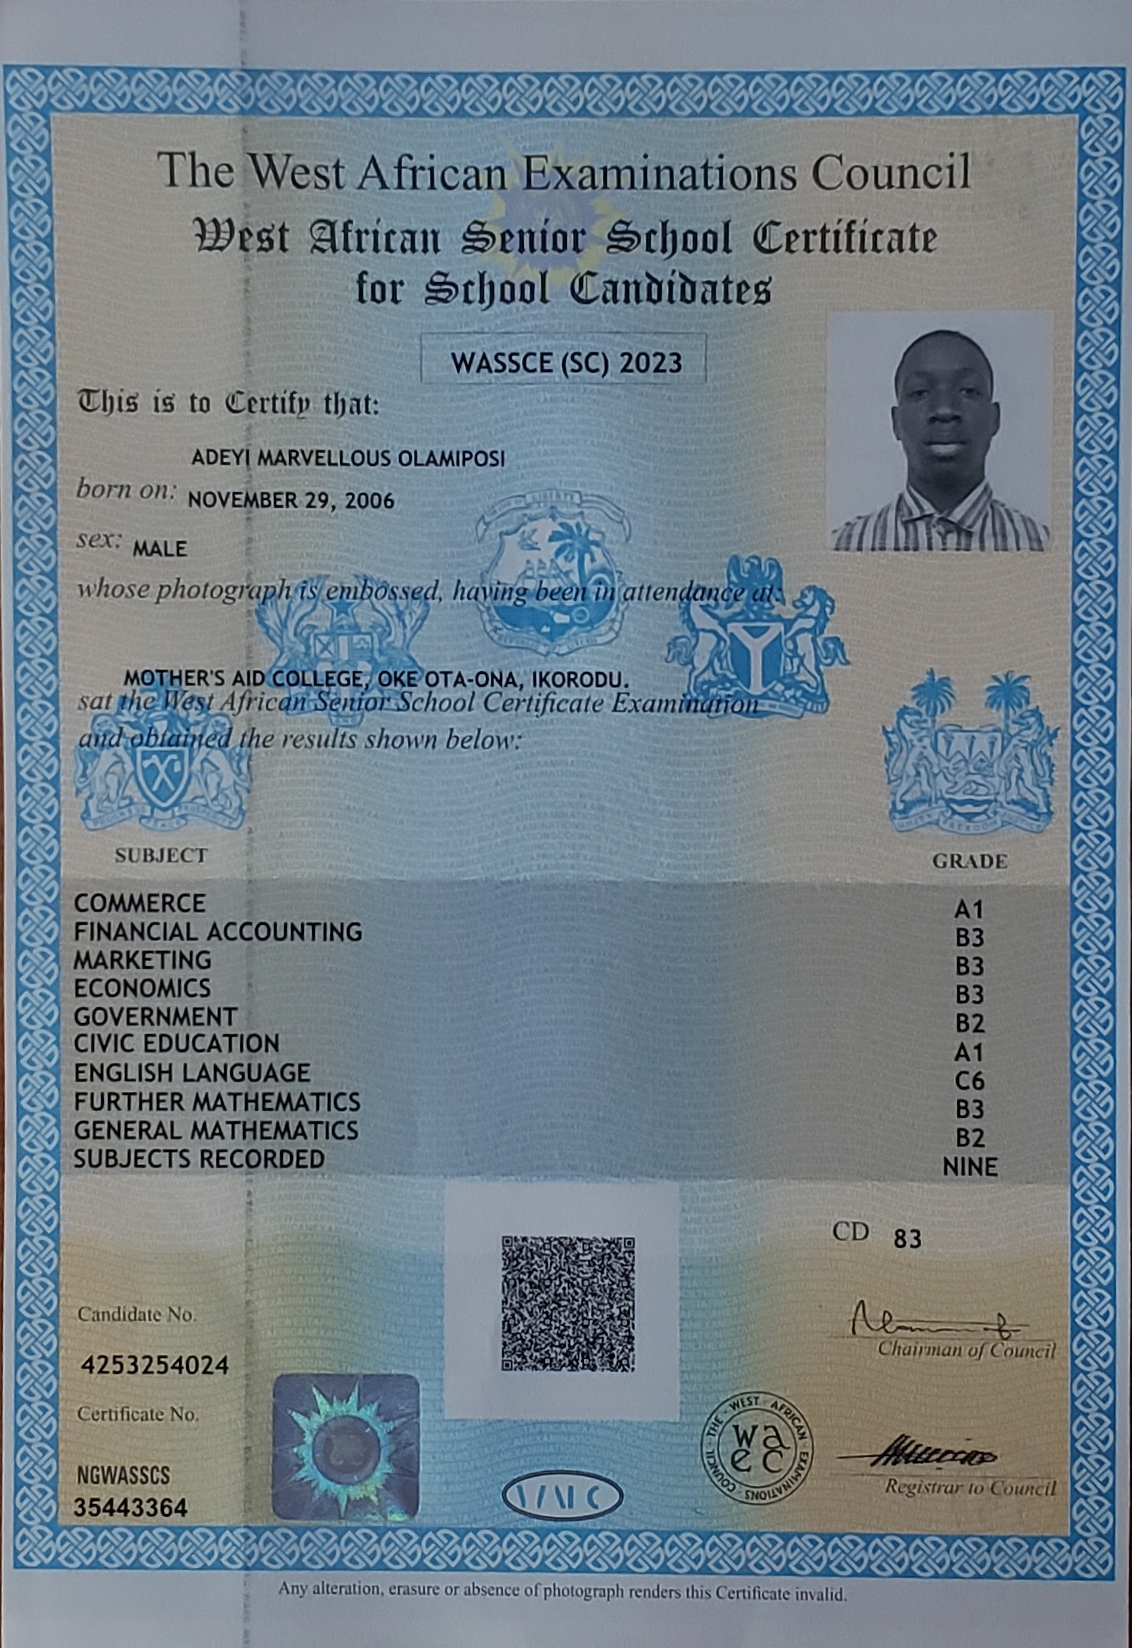 The West African Examinations Council
West African Senior School Certificate
for School Candidates
WASSCE (SC) 2023
This is to Certify that:
ADEYI MARVELLOUS OLAMIPOSI
born on: NOVEMBER 29, 2006
sex: MALE
whose photograph is embossed, having been in attendance at:
MOTHER'S AID COLLEGE, OKE OTA-ONA, IKORODU.
sat the West African Senior School Certificate Examination
and obtained the results shown below:
SUBJECT GRADE
COMMERCE A1
FINANCIAL ACCOUNTING B3
MARKETING B3
ECONOMICS B3
GOVERNMENT B2
CIVIC EDUCATION A1
ENGLISH LANGUAGE C6
FURTHER MATHEMATICS B3
GENERAL MATHEMATICS B2
SUBJECTS RECORDED NINE
CD 83
Candidate No.
4253254024
Chairman of Council
Certificate No.
NGWASSCS
35443364
THE WEST AFRICAN EXAMINATIONS COUNCIL
wa
ec
Registrar to Council
Any alteration, erasure or absence of photograph renders this Certificate invalid.